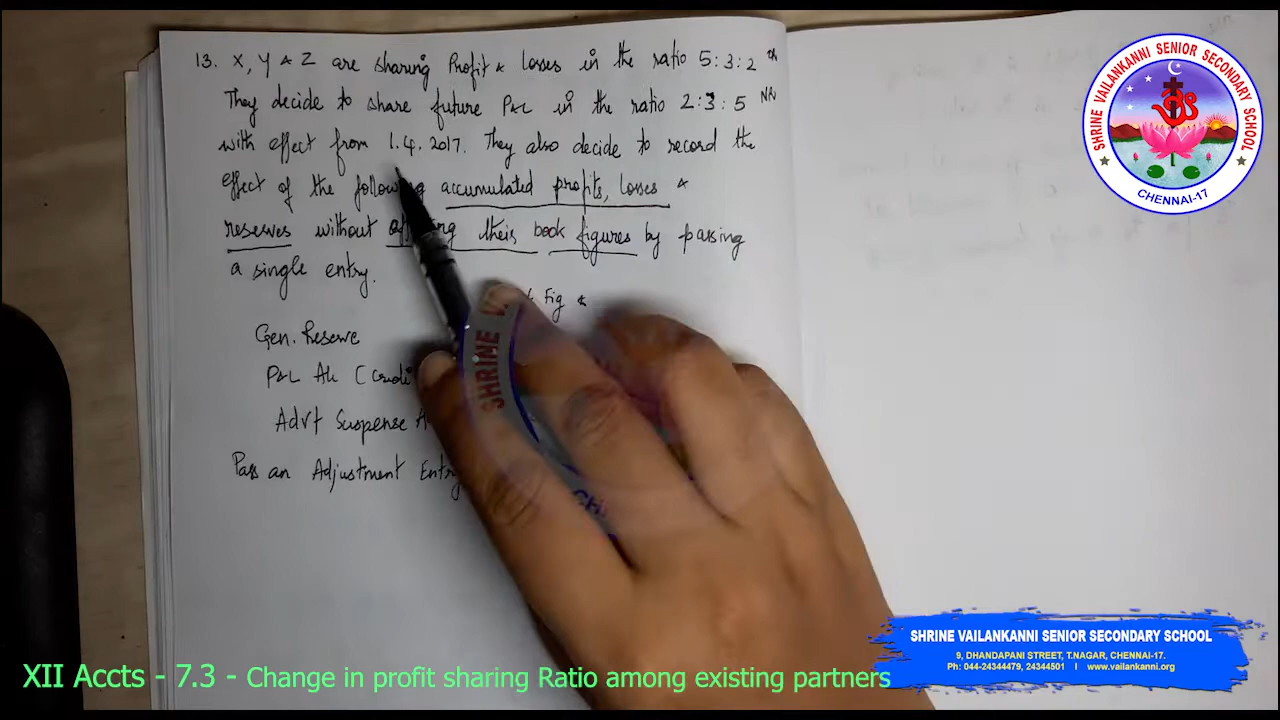 13. X, Y & Z are sharing Profit & losses in the ratio 5:3:2 OR
They decide to share future P&L in the ratio 2:3:5 NR
with effect from 1.4.2017. They also decide to record the
effect of the following accumulated profits, losses &
reserves without their book figures by passing
a single entry.
Fig
Gen. Reserve
P&L A/c
Advt Suspense
Pass an Adjustment Entry
SHRINE VAILANKANNI SENIOR SECONDARY SCHOOL
CHENNAI-17
SHRINE V
SHRINE VAILANKANNI SENIOR SECONDARY SCHOOL
9, DHANDAPANI STREET, T.NAGAR, CHENNAI-17.
Ph: 044-24344479, 24344501 I www.vailankanni.org
XII Accts - 7.3 - Change in profit sharing Ratio among existing partners